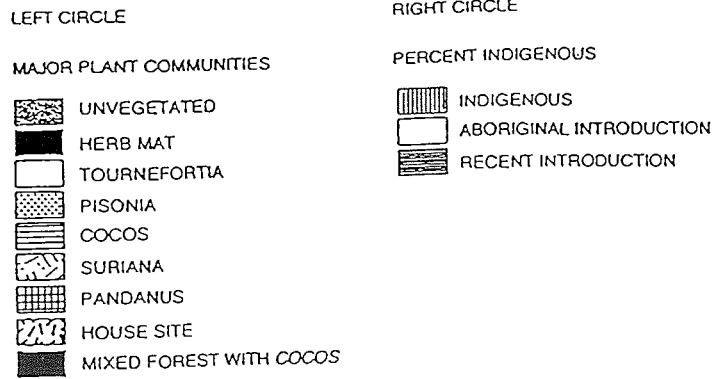 LEFT CIRCLE
MAJOR PLANT COMMUNITIES
UNVEGETATED
HERB MAT
TOURNEFORTIA
PISONIA
COCOS
SURIANA
PANDANUS
HOUSE SITE
MIXED FOREST WITH COCOS
RIGHT CIRCLE
PERCENT INDIGENOUS
INDIGENOUS
ABORIGINAL INTRODUCTION
RECENT INTRODUCTION